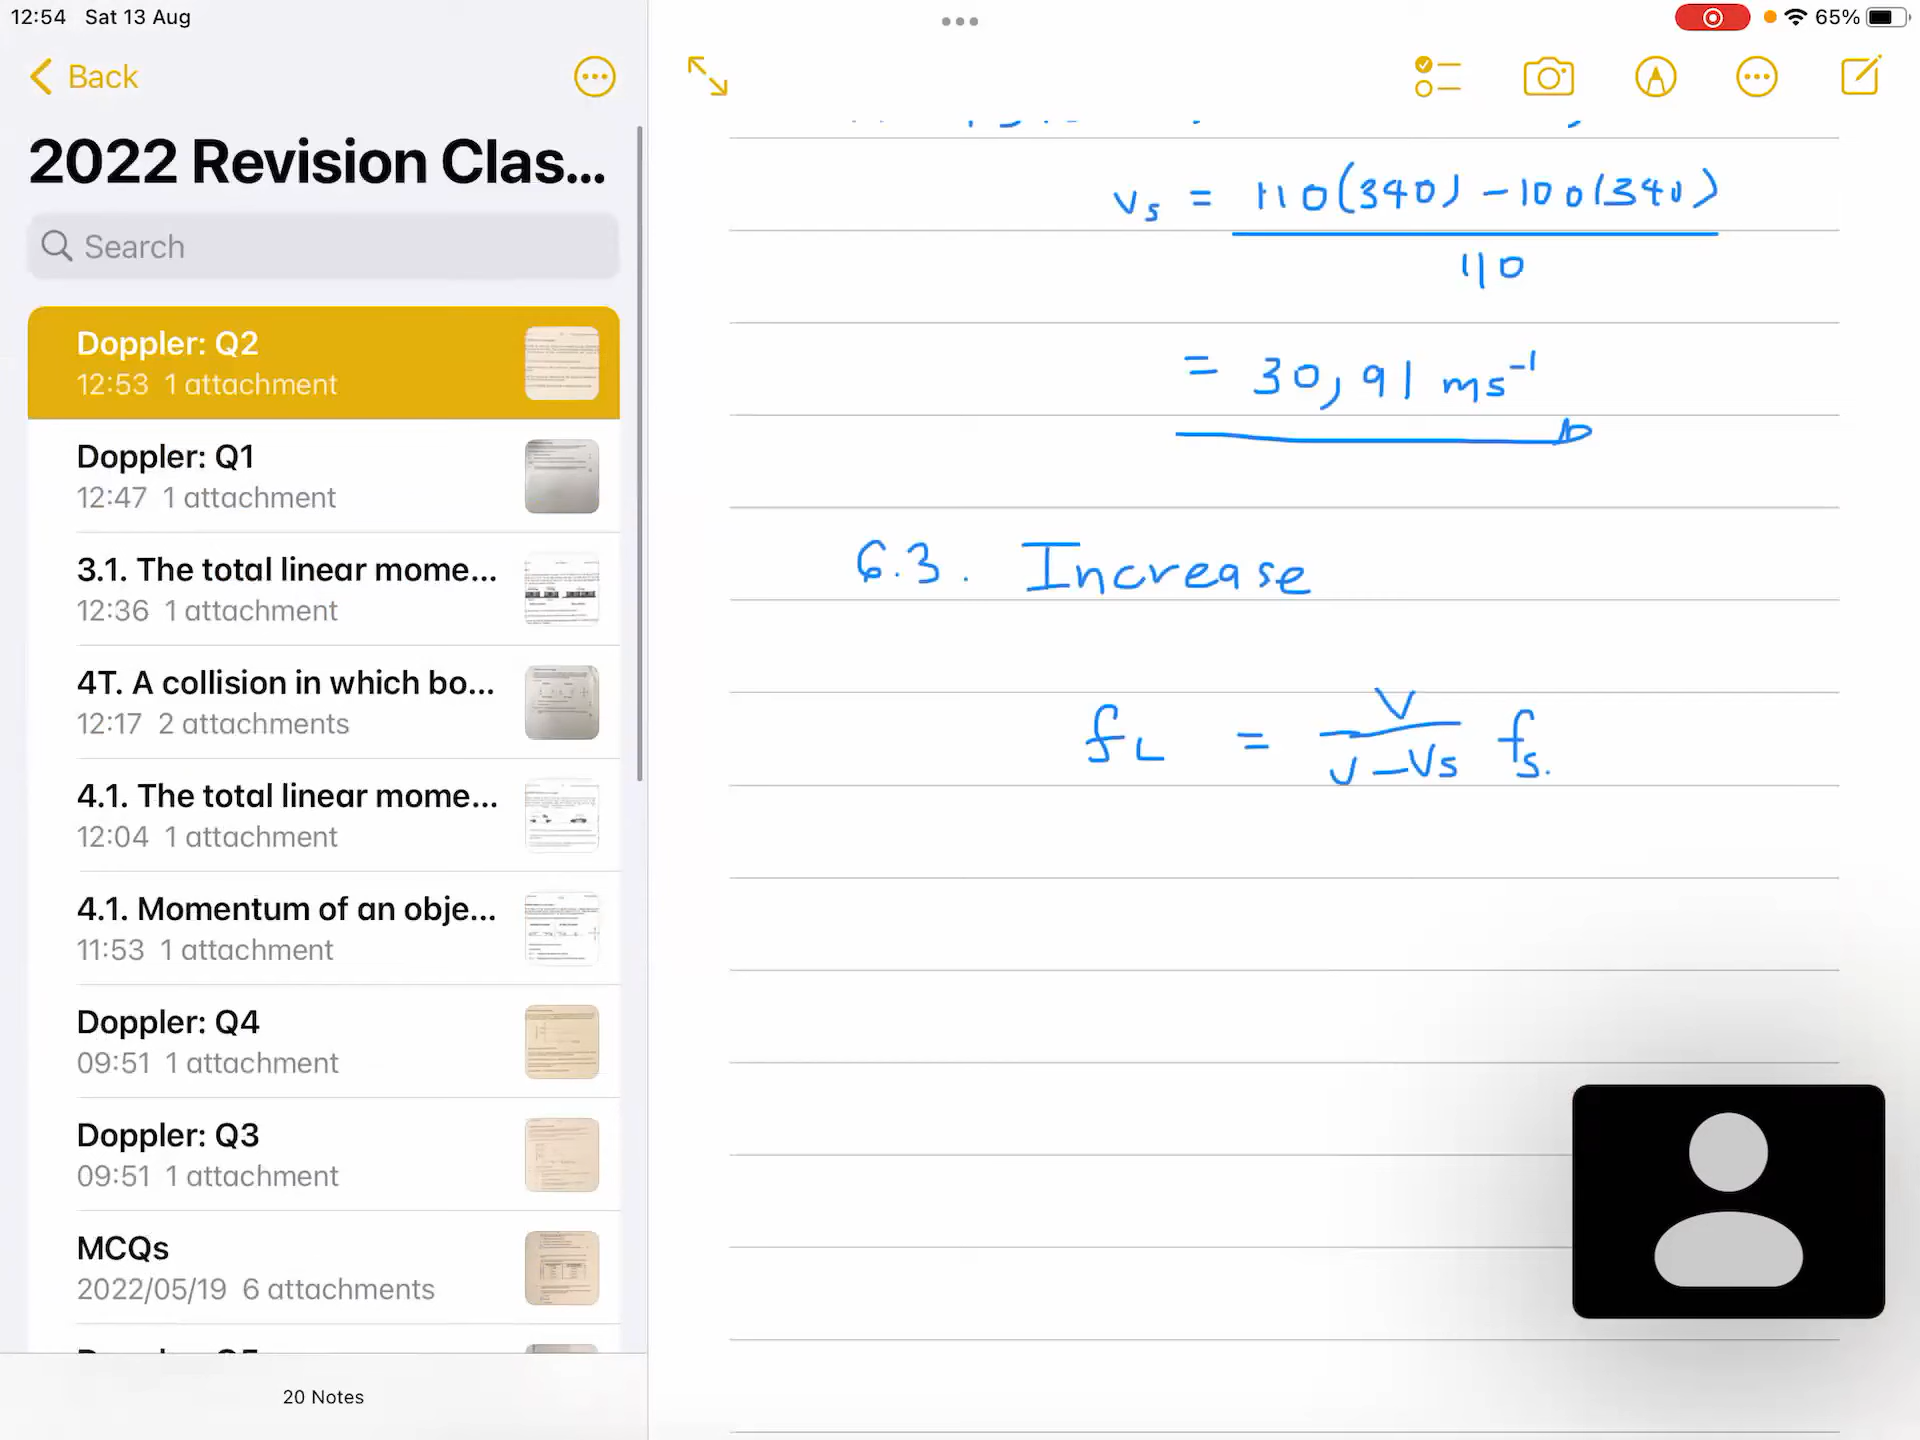 12:54 Sat 13 Aug
65%
Back
2022 Revision Clas...
Search
Doppler: Q2
12:53 1 attachment
Doppler: Q1
12:47 1 attachment
3.1. The total linear mome...
12:36 1 attachment
4T. A collision in which bo...
12:17 2 attachments
4.1. The total linear mome...
12:04 1 attachment
4.1. Momentum of an obje...
11:53 1 attachment
Doppler: Q4
09:51 1 attachment
Doppler: Q3
09:51 1 attachment
MCQs
2022/05/19 6 attachments
20 Notes
vs = 110(340) - 100(340)
110
= 30,91 ms⁻¹
6.3. Increase
fL = v / v - vs fs.